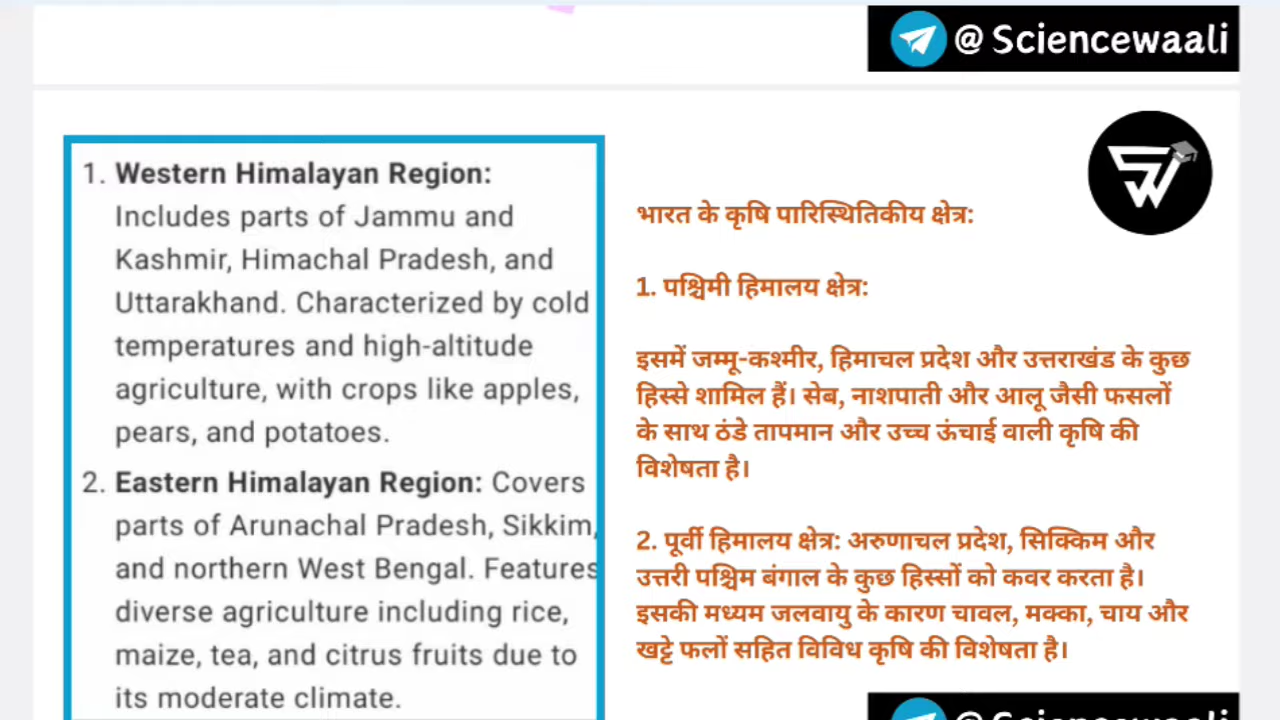 @ Sciencewaali
1. Western Himalayan Region:
Includes parts of Jammu and
Kashmir, Himachal Pradesh, and
Uttarakhand. Characterized by cold
temperatures and high-altitude
agriculture, with crops like apples,
pears, and potatoes.
2. Eastern Himalayan Region: Covers
parts of Arunachal Pradesh, Sikkim,
and northern West Bengal. Features
diverse agriculture including rice,
maize, tea, and citrus fruits due to
its moderate climate.
SW
भारत के कृषि पारिस्थितिकीय क्षेत्र:
1. पश्चिमी हिमालय क्षेत्र:
इसमें जम्मू-कश्मीर, हिमाचल प्रदेश और उत्तराखंड के कुछ
हिस्से शामिल हैं। सेब, नाशपाती और आलू जैसी फसलों
के साथ ठंडे तापमान और उच्च ऊंचाई वाली कृषि की
विशेषता है।
2. पूर्वी हिमालय क्षेत्र: अरुणाचल प्रदेश, सिक्किम और
उत्तरी पश्चिम बंगाल के कुछ हिस्सों को कवर करता है।
इसकी मध्यम जलवायु के कारण चावल, मक्का, चाय और
खट्टे फलों सहित विविध कृषि की विशेषता है।
@ Sciencewaali